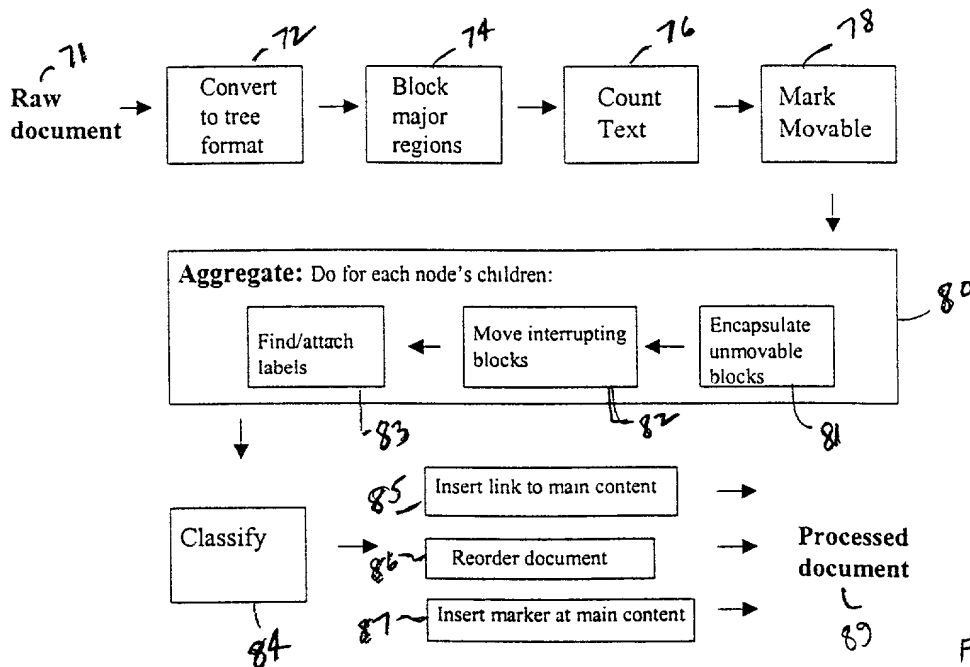 71
72
74
76
78
Raw
document
Convert
to tree
format
Block
major
regions
Count
Text
Mark
Movable
Aggregate: Do for each node's children:
80
Find/attach
labels
Move interrupting
blocks
Encapsulate
unmovable
blocks
83
82
81
85
Insert link to main content
Classify
86
Reorder document
Processed
document
87
Insert marker at main content
84
89
F